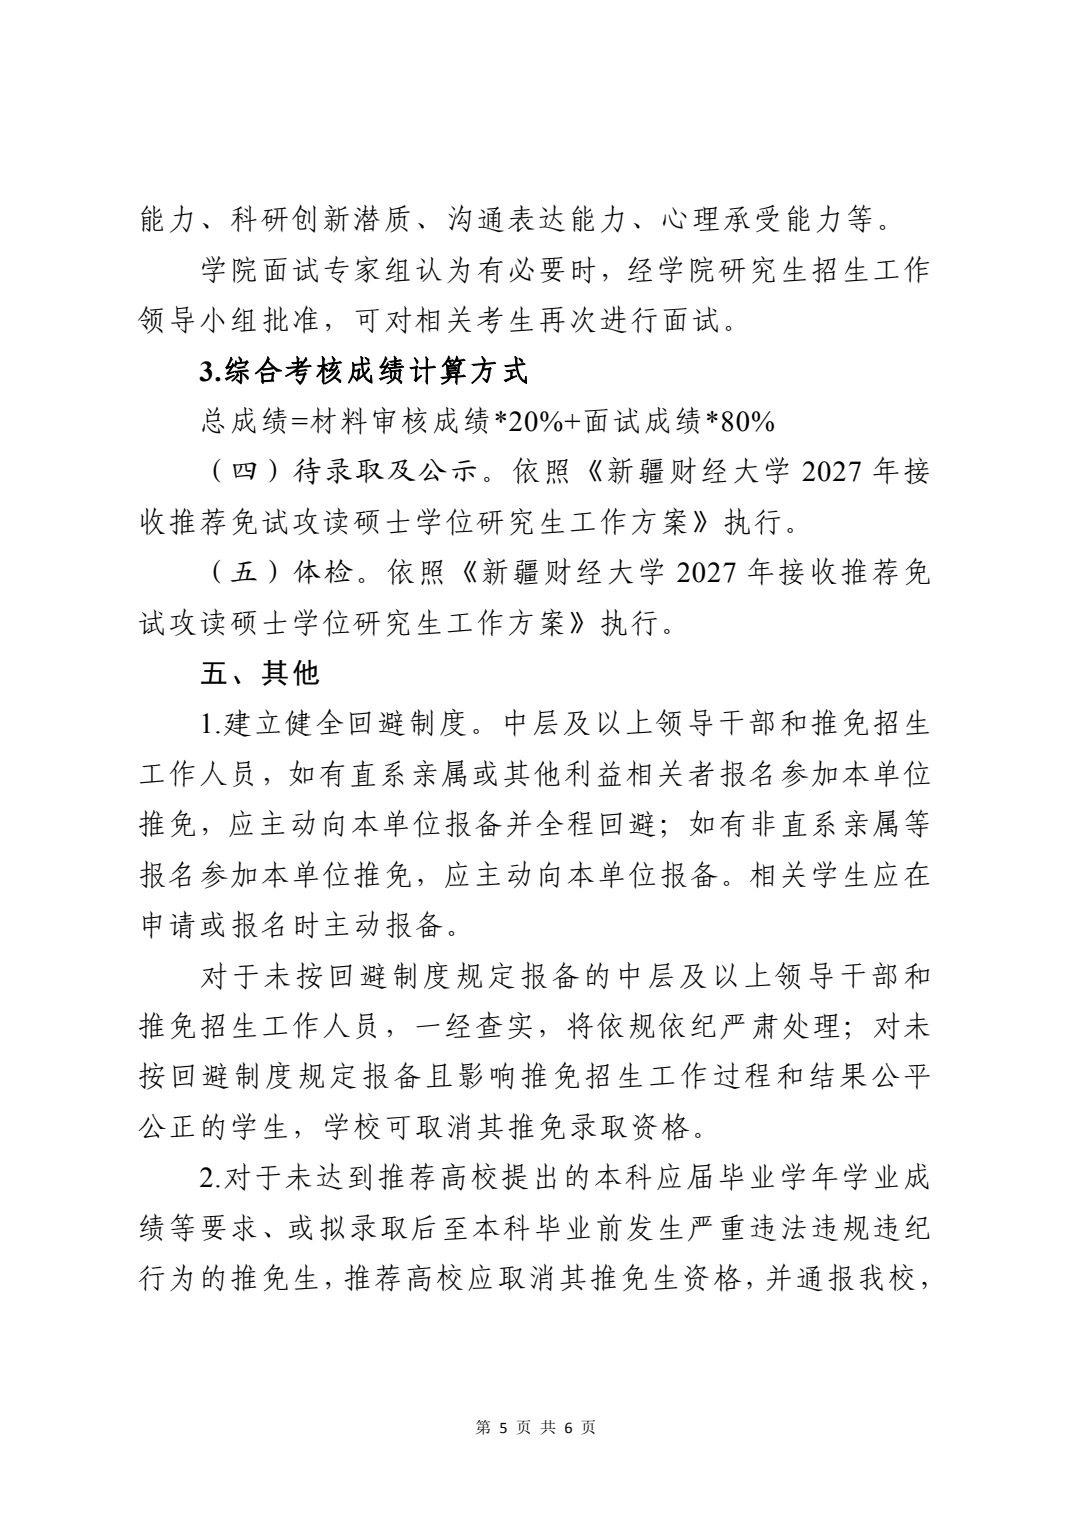 能力、科研创新潜质、沟通表达能力、心理承受能力等。
学院面试专家组认为有必要时，经学院研究生招生工作
领导小组批准，可对相关考生再次进行面试。
3.综合考核成绩计算方式
总成绩=材料审核成绩*20%+面试成绩*80%
（四）待录取及公示。依照《新疆财经大学 2027 年接
收推荐免试攻读硕士学位研究生工作方案》执行。
（五）体检。依照《新疆财经大学 2027 年接收推荐免
试攻读硕士学位研究生工作方案》执行。
五、其他
1.建立健全回避制度。中层及以上领导干部和推免招生
工作人员，如有直系亲属或其他利益相关者报名参加本单位
推免，应主动向本单位报备并全程回避；如有非直系亲属等
报名参加本单位推免，应主动向本单位报备。相关学生应在
申请或报名时主动报备。
对于未按回避制度规定报备的中层及以上领导干部和
推免招生工作人员，一经查实，将依规依纪严肃处理；对未
按回避制度规定报备且影响推免招生工作过程和结果公平
公正的学生，学校可取消其推免录取资格。
2.对于未达到推荐高校提出的本科应届毕业学年学业成
绩等要求、或拟录取后至本科毕业前发生严重违法违规违纪
行为的推免生，推荐高校应取消其推免生资格，并通报我校，
第 5 页 共 6 页